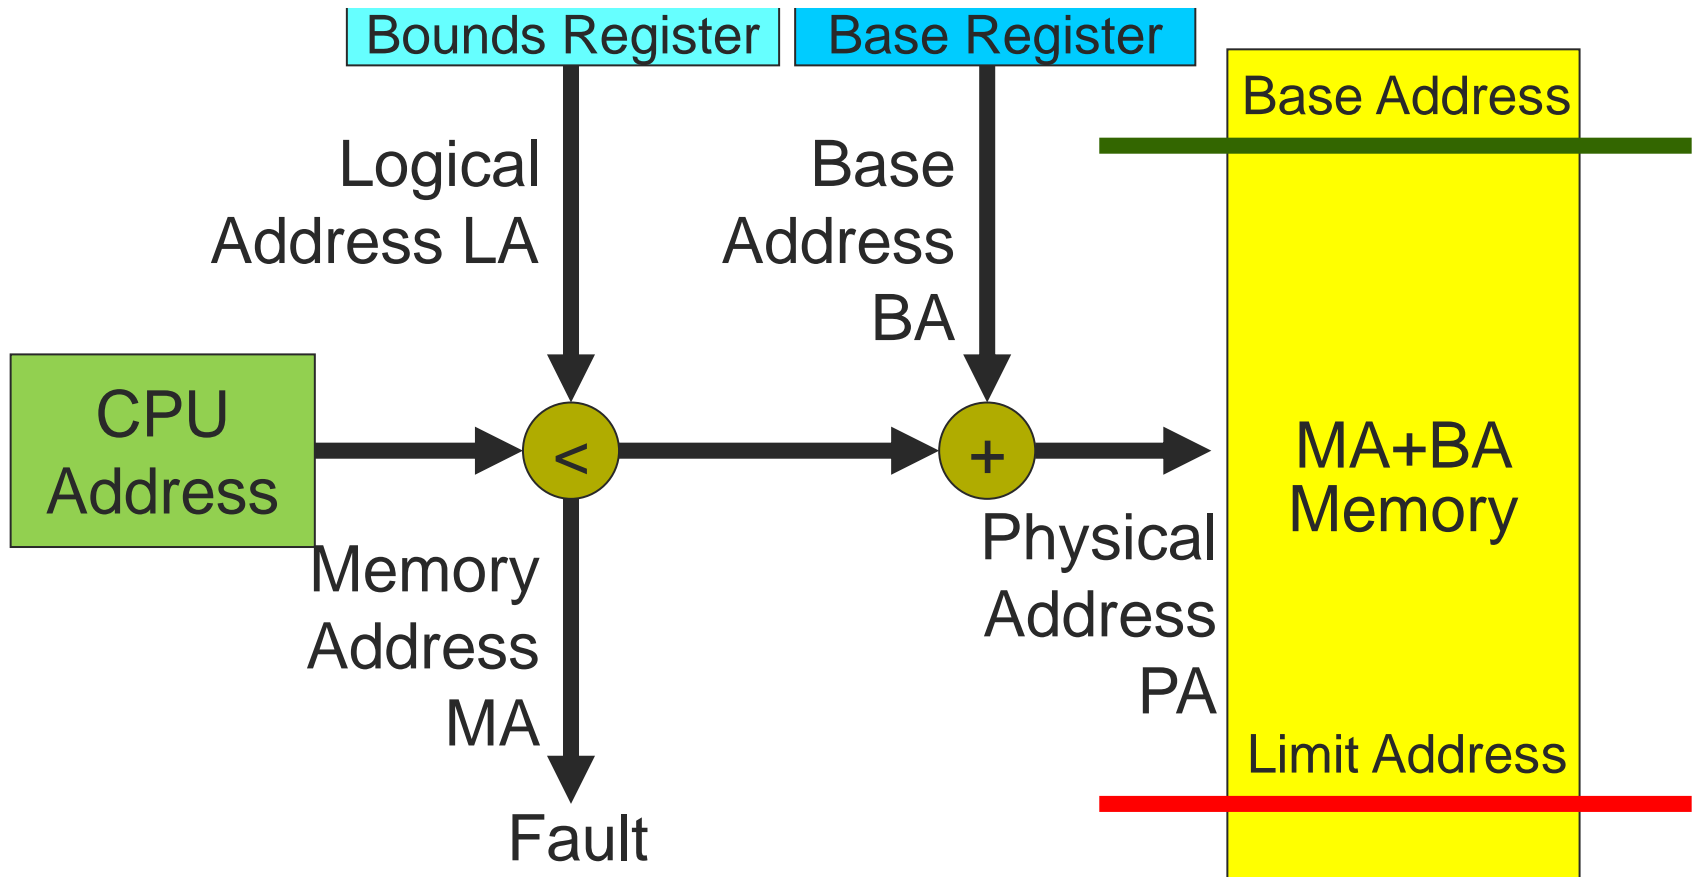 Bounds Register
Base Register
Base Address
Logical
Address LA
Base
Address
BA
CPU
Address
<
+
MA+BA
Memory
Memory
Address
MA
Physical
Address
PA
Limit Address
Fault